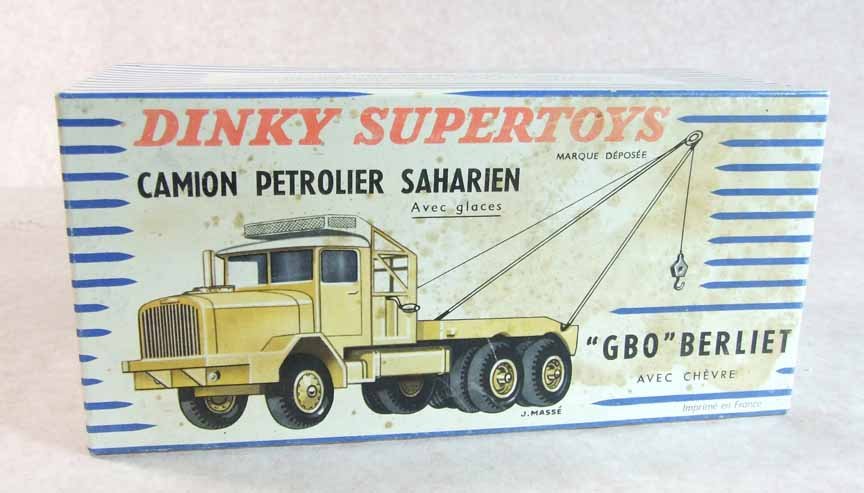 DINKY SUPERTOYS
MARQUE DÉPOSÉE
CAMION PETROLIER SAHARIEN
Avec glaces
"GBO" BERLIET
AVEC CHÈVRE
J. MASSÉ
Imprimé en France